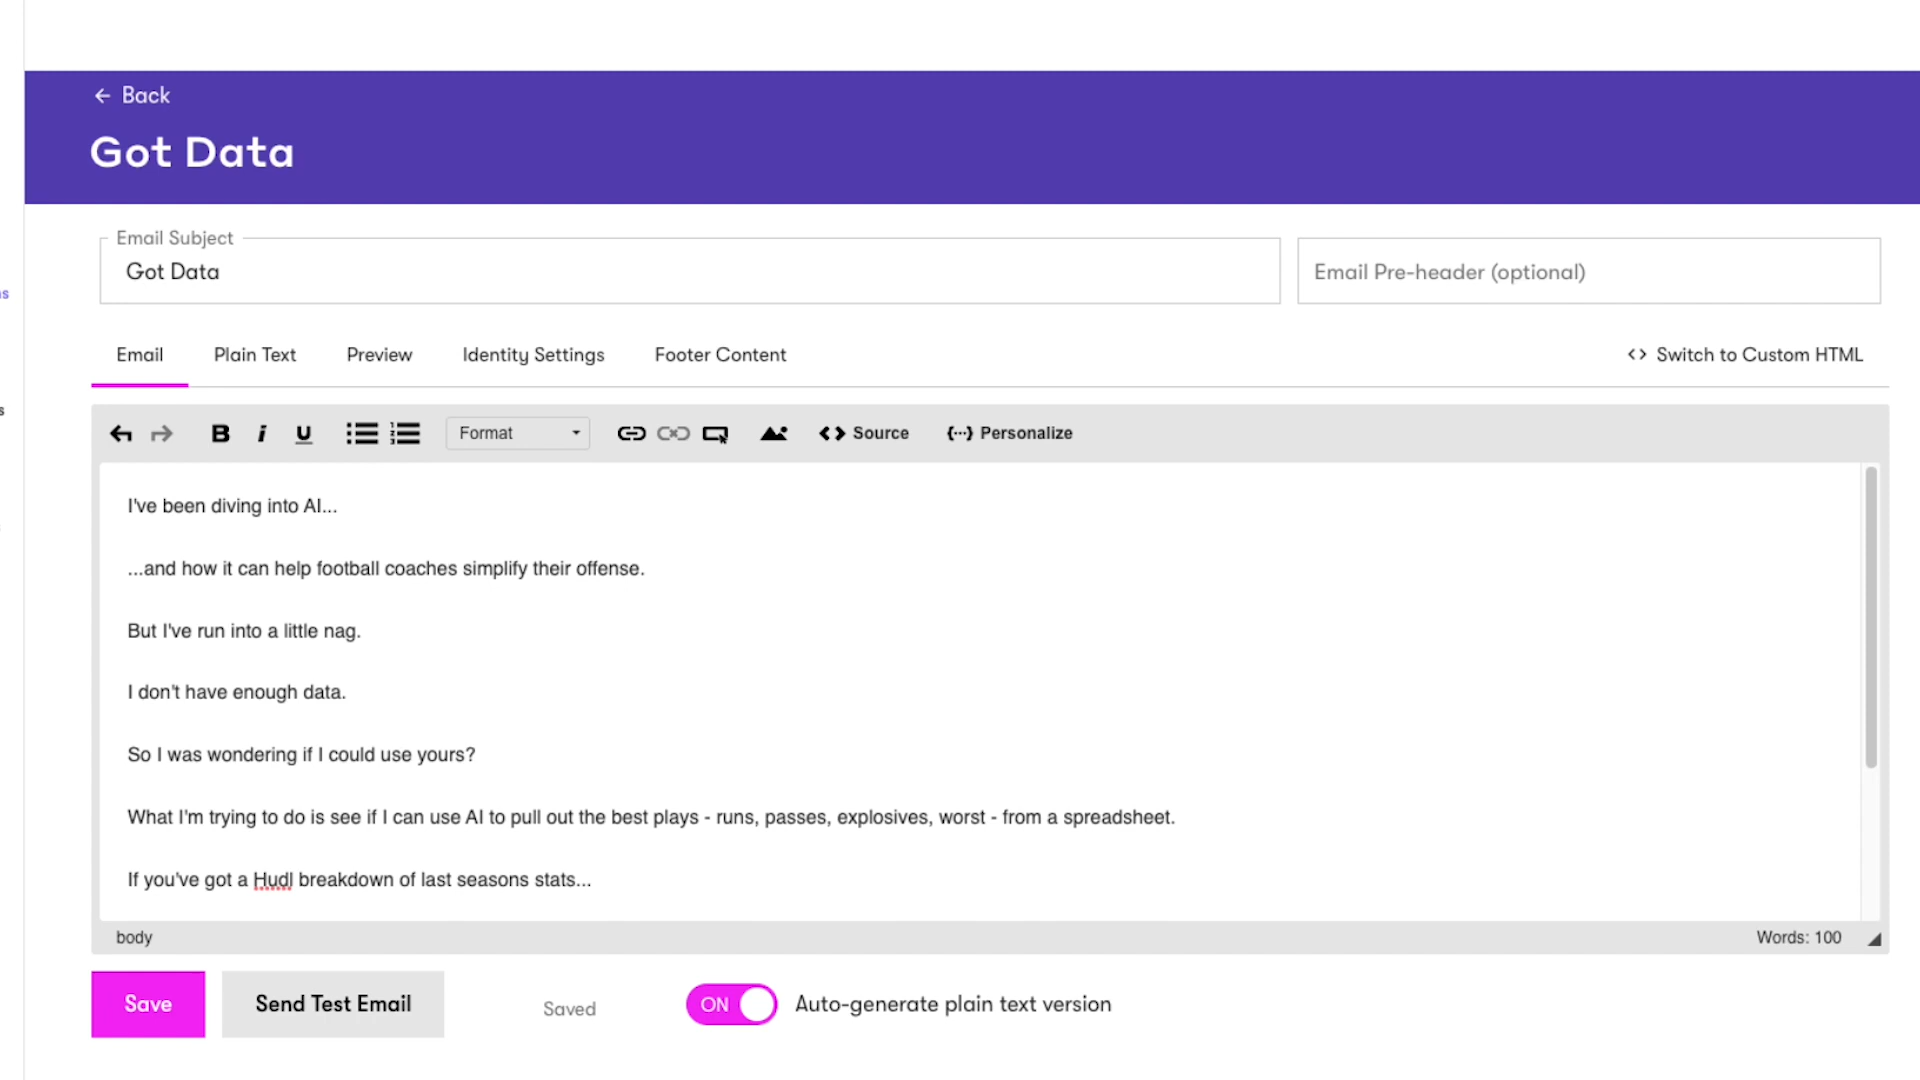 ← Back
Got Data
Email Subject
Got Data
Email Pre-header (optional)
Email Plain Text Preview Identity Settings Footer Content <> Switch to Custom HTML
B i U Format <> Source {···} Personalize
I've been diving into AI...
...and how it can help football coaches simplify their offense.
But I've run into a little nag.
I don't have enough data.
So I was wondering if I could use yours?
What I'm trying to do is see if I can use AI to pull out the best plays - runs, passes, explosives, worst - from a spreadsheet.
If you've got a Hudl breakdown of last seasons stats...
body Words: 100
Save Send Test Email Saved ON Auto-generate plain text version